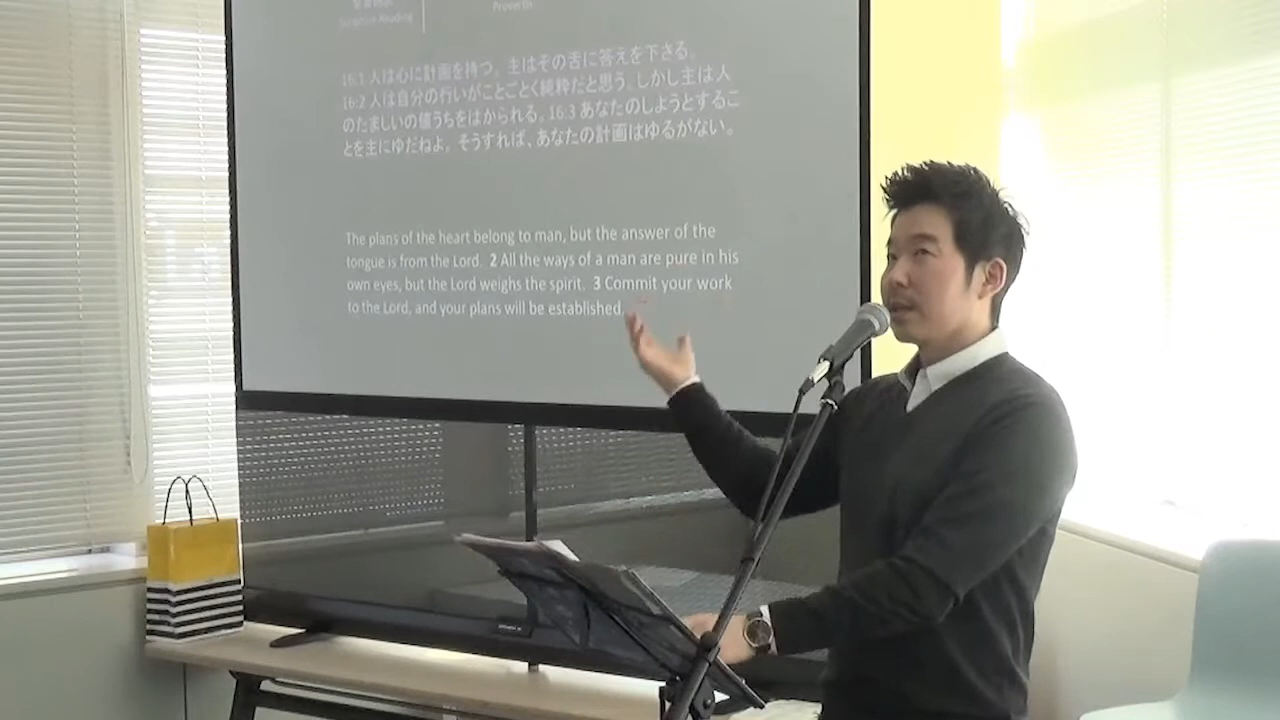 聖書朗読
Scripture Reading
Proverb
16:1 人は心に計画を持つ。主はその舌に答えを下さる。
16:2 人は自分の行いがことごとく純粋だと思う。しかし主は人
のたましいの値うちをはかられる。16:3 あなたのしようとするこ
とを主にゆだねよ。そうすれば、あなたの計画はゆるがない。
The plans of the heart belong to man, but the answer of the
tongue is from the Lord. 2 All the ways of a man are pure in his
own eyes, but the Lord weighs the spirit. 3 Commit your work
to the Lord, and your plans will be established.